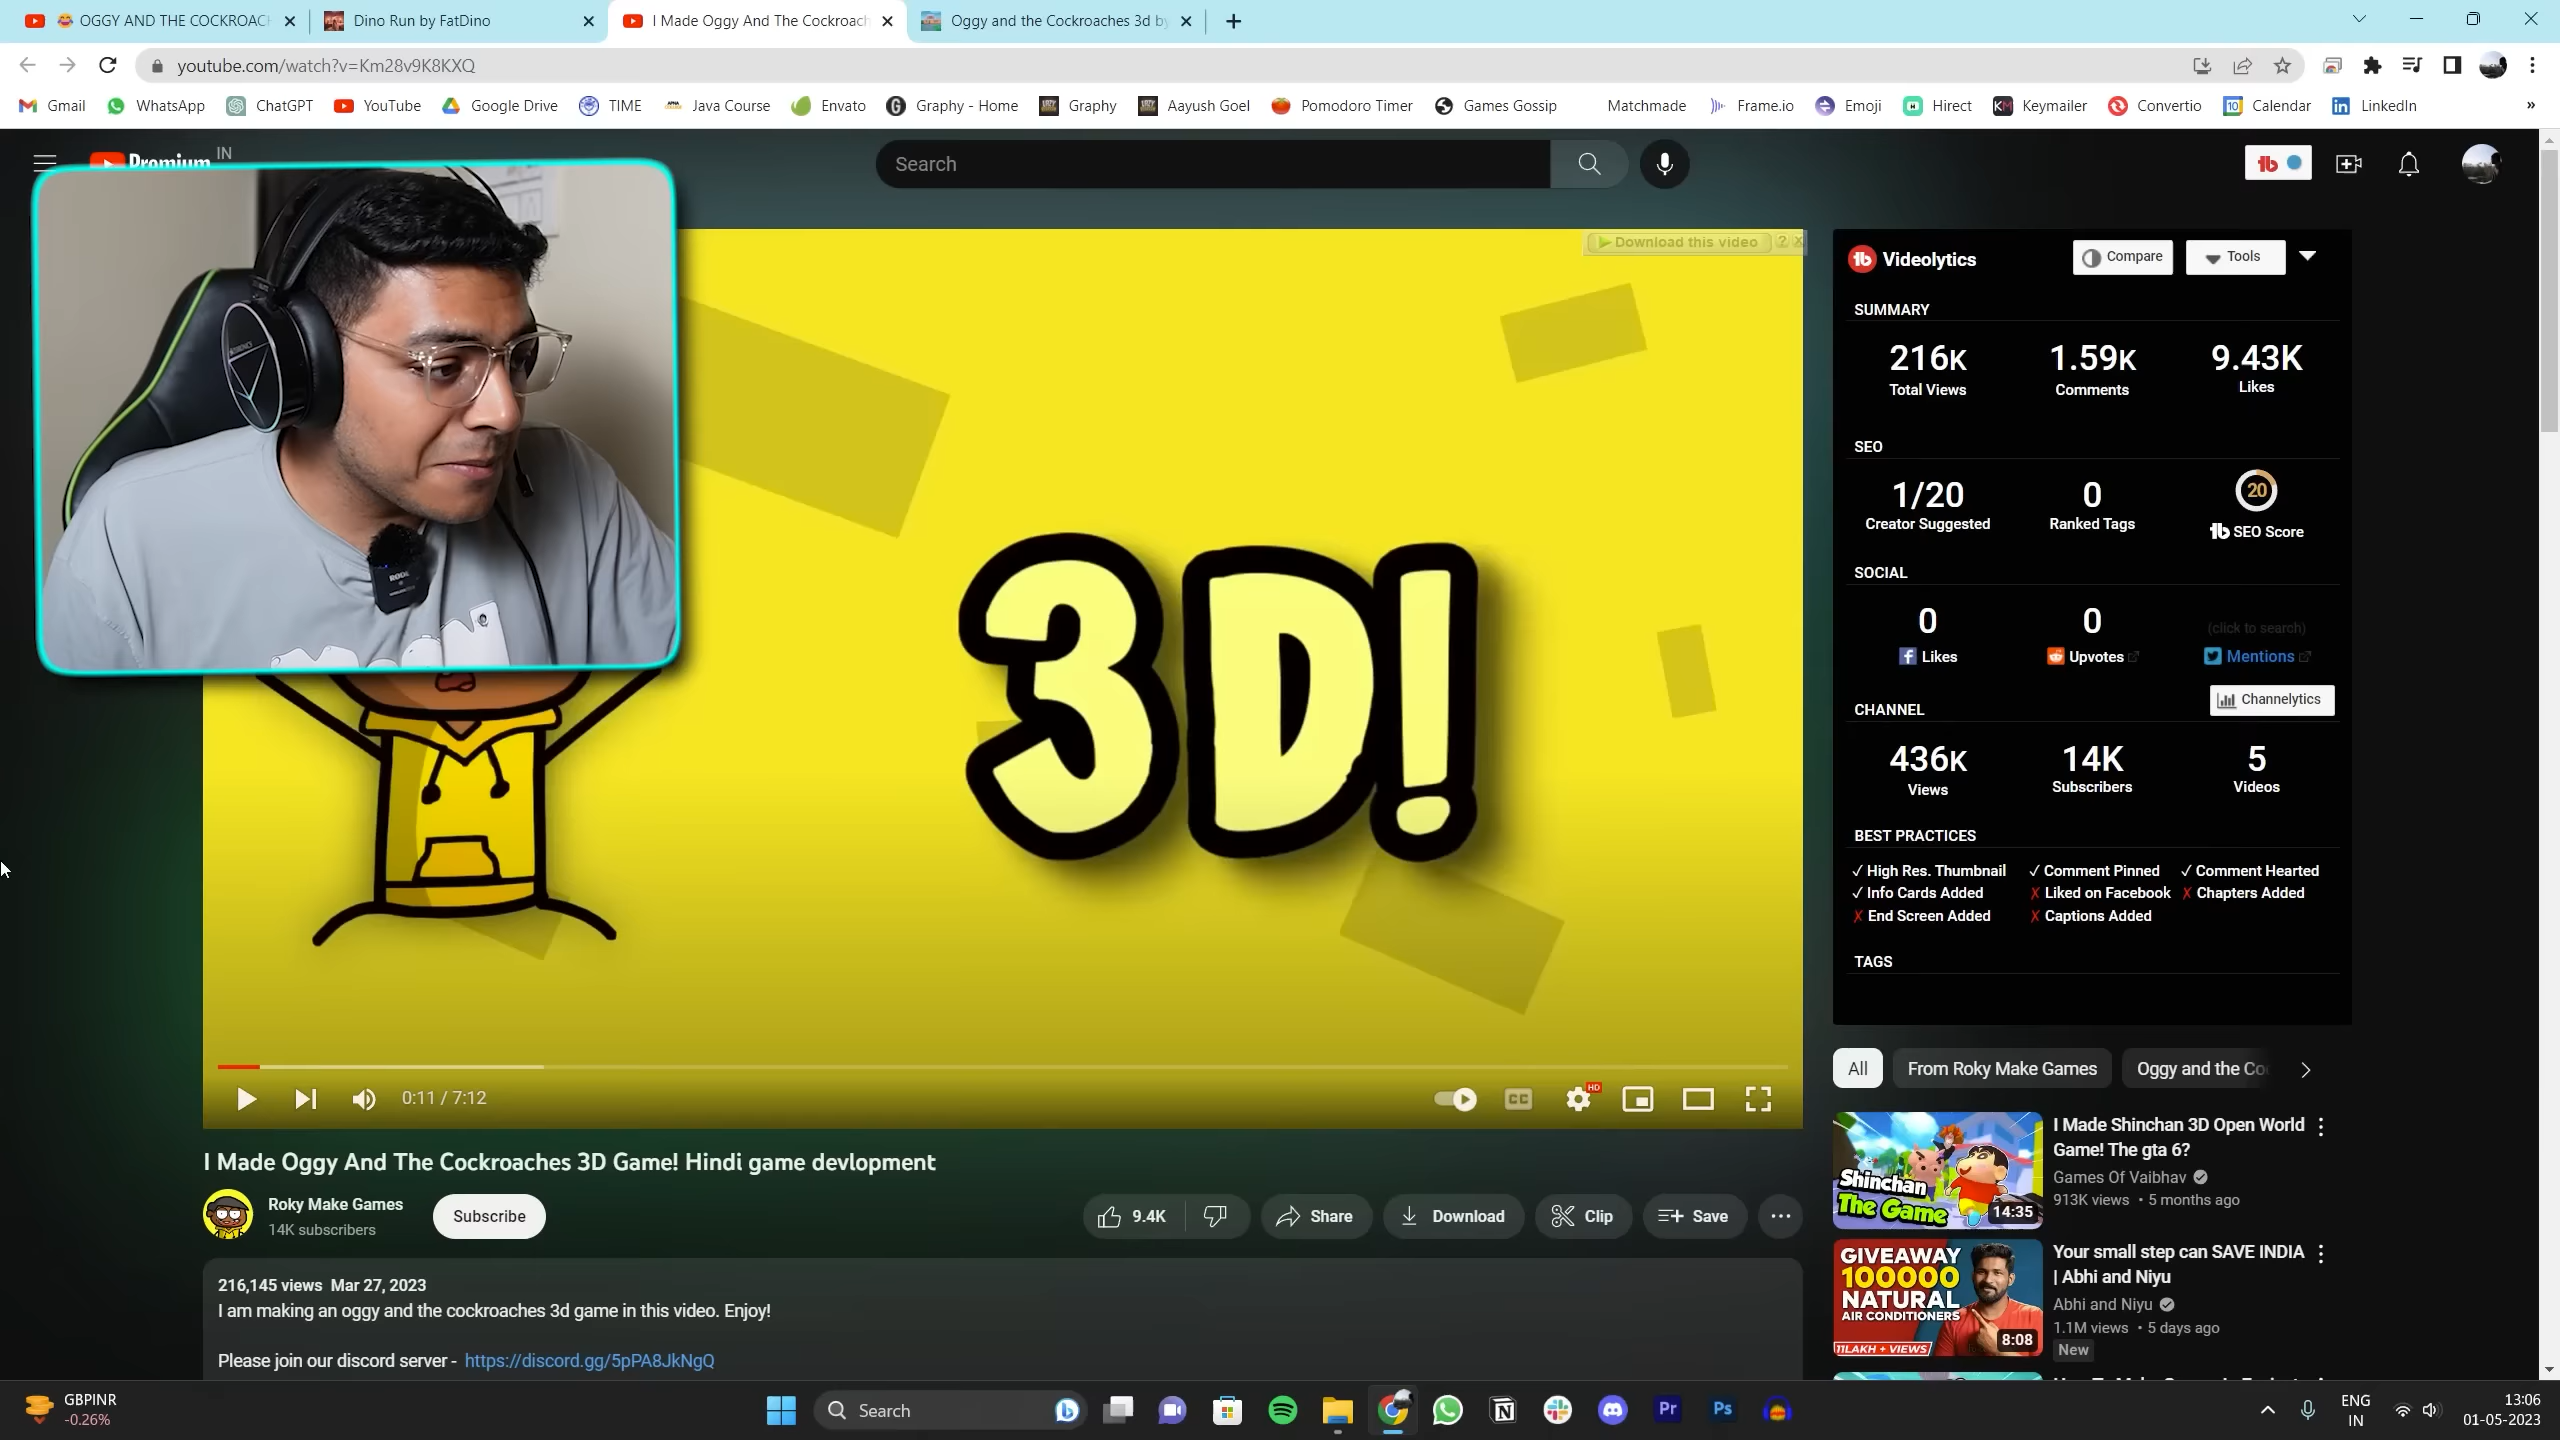 😂 OGGY AND THE COCKROACH
Dino Run by FatDino
I Made Oggy And The Cockroach
Oggy and the Cockroaches 3d by
youtube.com/watch?v=Km28v9K8KXQ
Gmail WhatsApp ChatGPT YouTube Google Drive TIME Java Course Envato Graphy - Home Graphy Aayush Goel Pomodoro Timer Games Gossip Matchmade Frame.io Emoji Hirect Keymailer Convertio Calendar LinkedIn »
Premium IN
Search
Download this video ? X
3D!
RODE
0:11 / 7:12
CC
HD
I Made Oggy And The Cockroaches 3D Game! Hindi game devlopment
Roky Make Games
14K subscribers
Subscribe
9.4K
Share
Download
Clip
Save
216,145 views Mar 27, 2023
I am making an oggy and the cockroaches 3d game in this video. Enjoy!
Please join our discord server - https://discord.gg/5pPA8JkNgQ
Videolytics
Compare
Tools
SUMMARY
216K 1.59K 9.43K
Total Views Comments Likes
SEO
1/20 0 20
Creator Suggested Ranked Tags SEO Score
SOCIAL
0 0 (click to search)
Likes Upvotes Mentions
Channelytics
CHANNEL
436K 14K 5
Views Subscribers Videos
BEST PRACTICES
✓ High Res. Thumbnail ✓ Comment Pinned ✓ Comment Hearted
✓ Info Cards Added ✗ Liked on Facebook ✗ Chapters Added
✗ End Screen Added ✗ Captions Added
TAGS
All From Roky Make Games Oggy and the Co
Shinchan
The Game
14:35
I Made Shinchan 3D Open World
Game! The gta 6?
Games Of Vaibhav
913K views • 5 months ago
GIVEAWAY
100000
NATURAL
AIR CONDITIONERS
11LAKH + VIEWS
8:08
Your small step can SAVE INDIA
| Abhi and Niyu
Abhi and Niyu
1.1M views • 5 days ago
New
GBPINR
-0.26%
Search
Pr
Ps
ENG
IN
13:06
01-05-2023